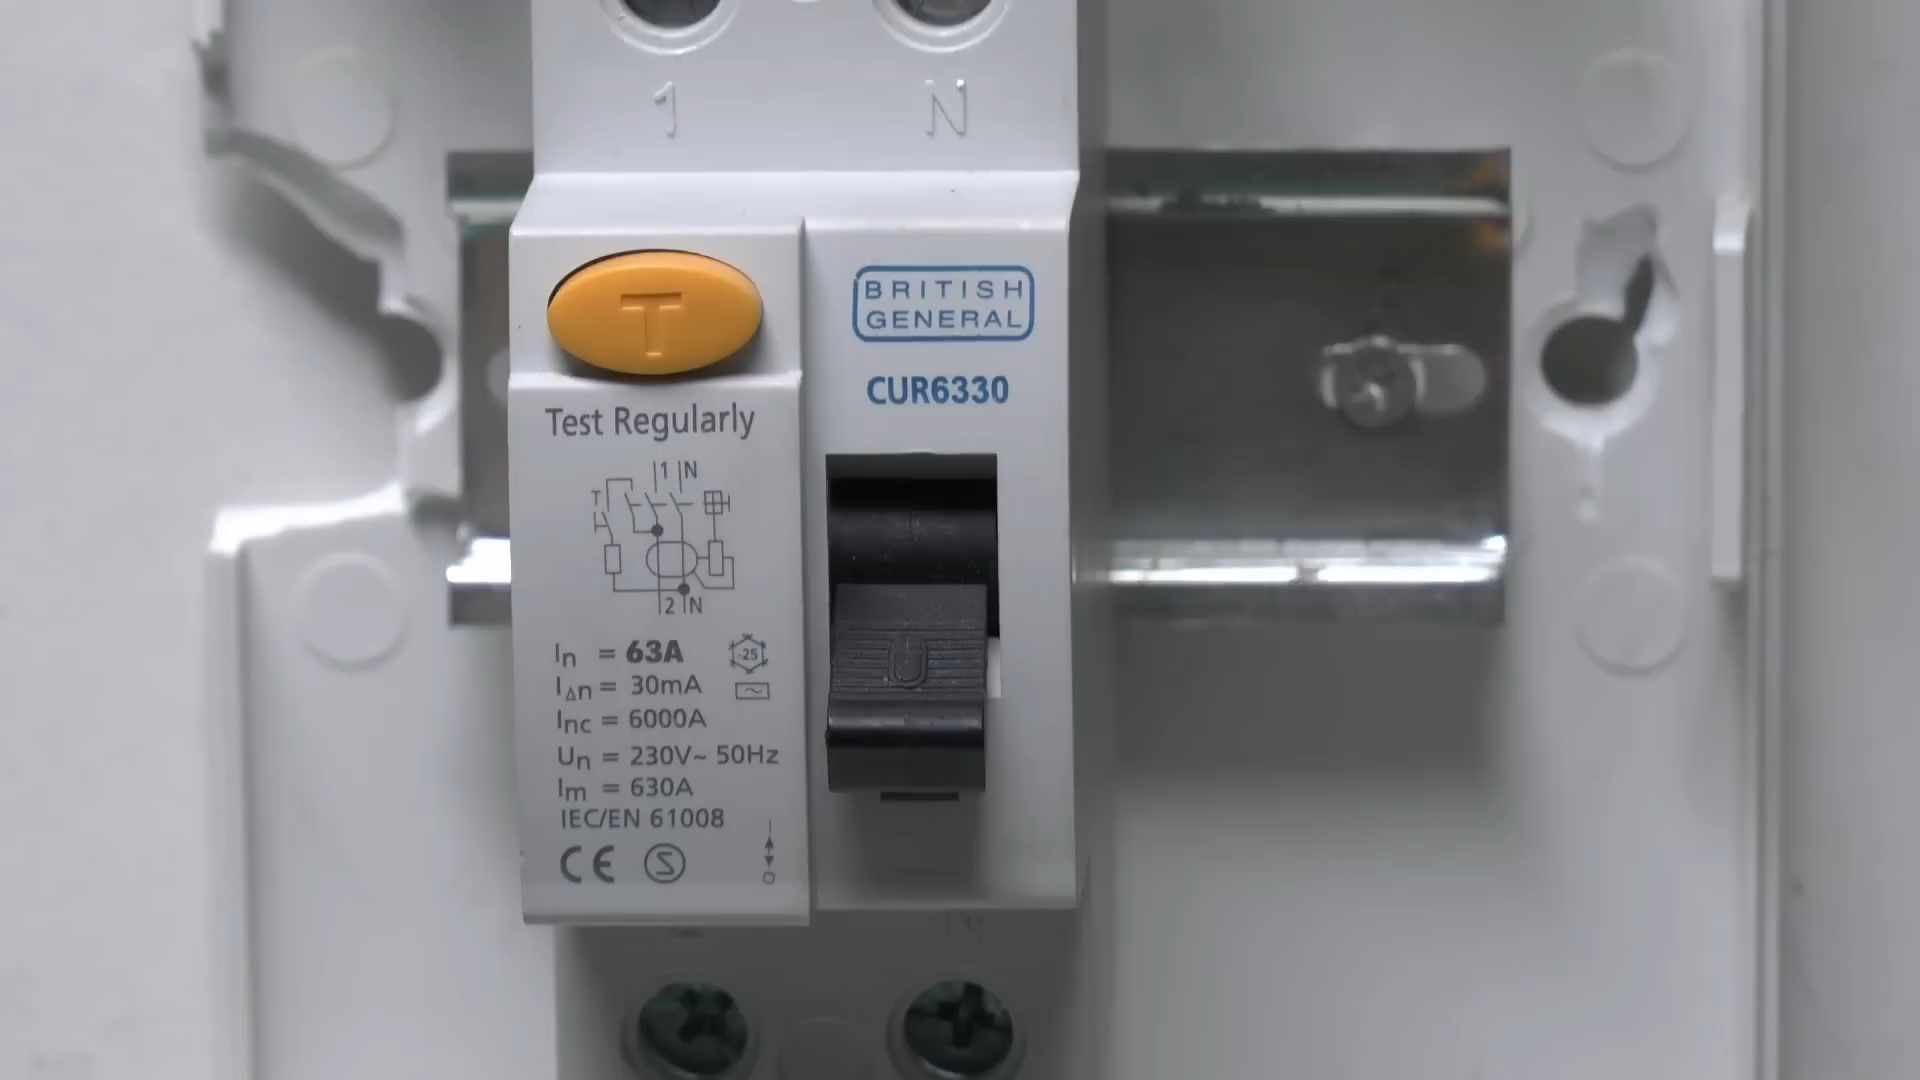 1 N
T
BRITISH
GENERAL
CUR6330
Test Regularly
1 N
T
2 N
In = 63A
-25
I∆n = 30mA
Inc = 6000A
Un = 230V~ 50Hz
Im = 630A
IEC/EN 61008
CE S